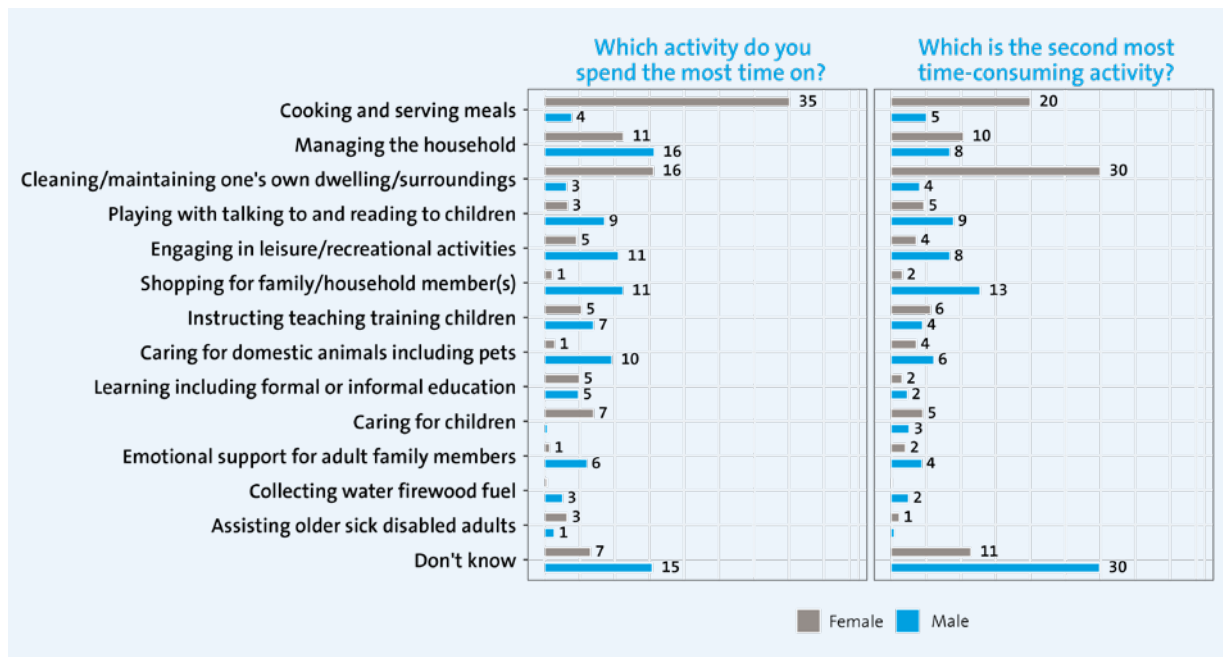 Which activity do you
spend the most time on?
Which is the second most
time-consuming activity?
Cooking and serving meals
35
4
20
5
Managing the household
11
16
10
8
Cleaning/maintaining one's own dwelling/surroundings
16
3
30
4
Playing with talking to and reading to children
3
9
5
9
Engaging in leisure/recreational activities
5
11
4
8
Shopping for family/household member(s)
1
11
2
13
Instructing teaching training children
5
7
6
4
Caring for domestic animals including pets
1
10
4
6
Learning including formal or informal education
5
5
2
2
Caring for children
7
5
3
Emotional support for adult family members
1
6
2
4
Collecting water firewood fuel
3
2
Assisting older sick disabled adults
3
1
1
Don't know
7
15
11
30
Female
Male